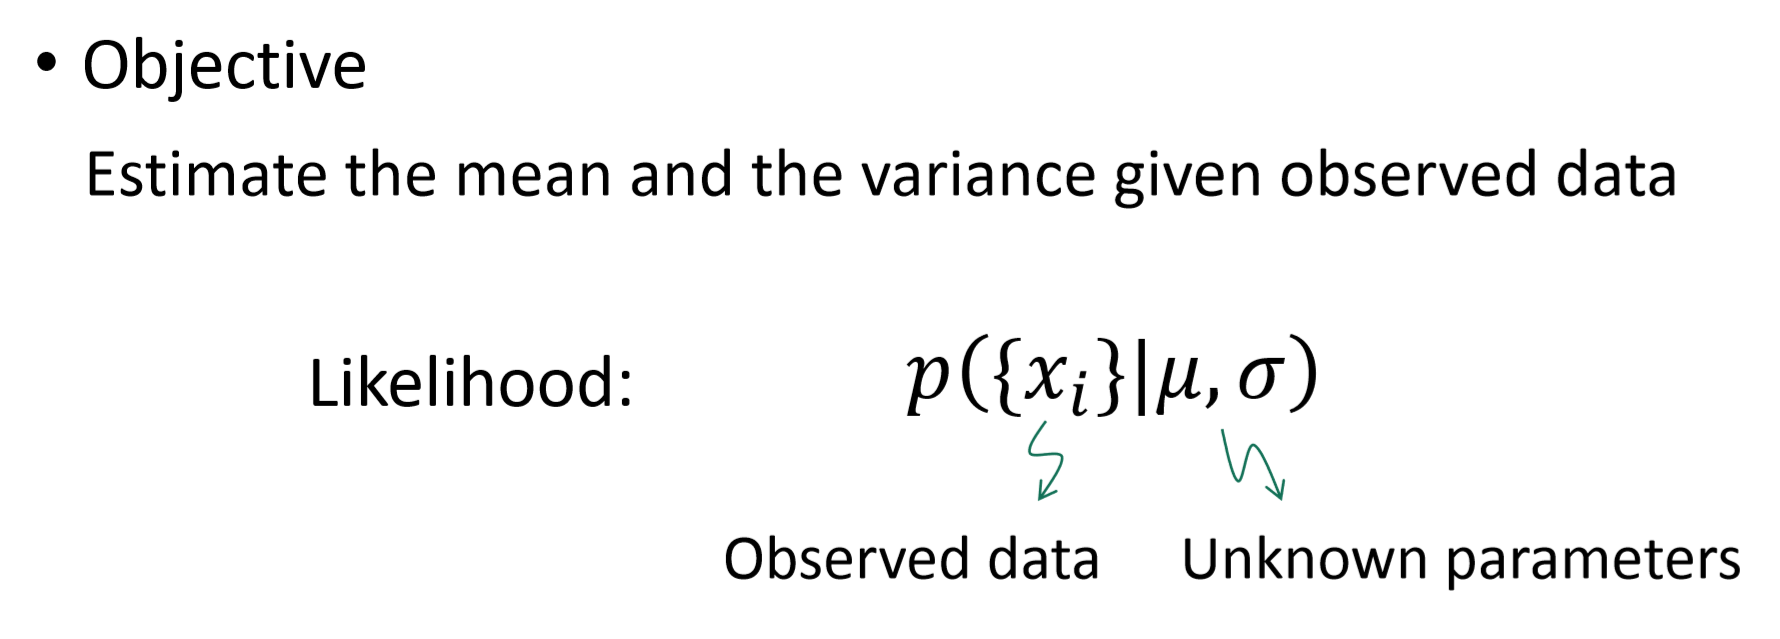 • Objective
Estimate the mean and the variance given observed data
Likelihood: p({xᵢ}|μ, σ)
Observed data Unknown parameters